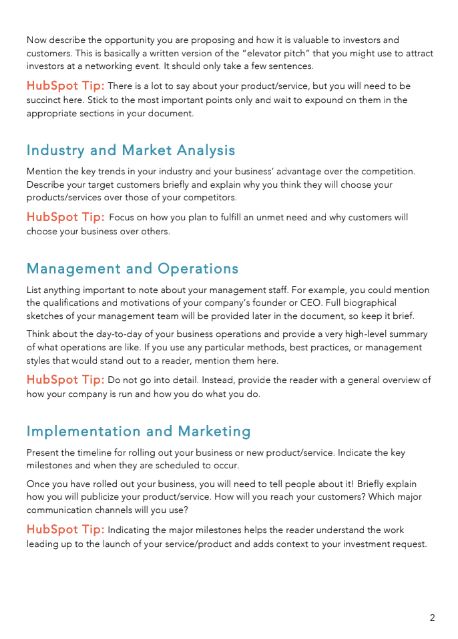 Now describe the opportunity you are proposing and how it is valuable to investors and
customers. This is basically a written version of the "elevator pitch" that you might use to attract
investors at a networking event. It should only take a few sentences.
HubSpot Tip: There is a lot to say about your product/service, but you will need to be
succinct here. Stick to the most important points only and wait to expound on them in the
appropriate sections in your document.
Industry and Market Analysis
Mention the key trends in your industry and your business' advantage over the competition.
Describe your target customers briefly and explain why you think they will choose your
products/services over those of your competitors.
HubSpot Tip: Focus on how you plan to fulfill an unmet need and why customers will
choose your business over others.
Management and Operations
List anything important to note about your management staff. For example, you could mention
the qualifications and motivations of your company's founder or CEO. Full biographical
sketches of your management team will be provided later in the document, so keep it brief.
Think about the day-to-day of your business operations and provide a very high-level summary
of what operations are like. If you use any particular methods, best practices, or management
styles that would stand out to a reader, mention them here.
HubSpot Tip: Do not go into detail. Instead, provide the reader with a general overview of
how your company is run and how you do what you do.
Implementation and Marketing
Present the timeline for rolling out your business or new product/service. Indicate the key
milestones and when they are scheduled to occur.
Once you have rolled out your business, you will need to tell people about it! Briefly explain
how you will publicize your product/service. How will you reach your customers? Which major
communication channels will you use?
HubSpot Tip: Indicating the major milestones helps the reader understand the work
leading up to the launch of your service/product and adds context to your investment request.
2